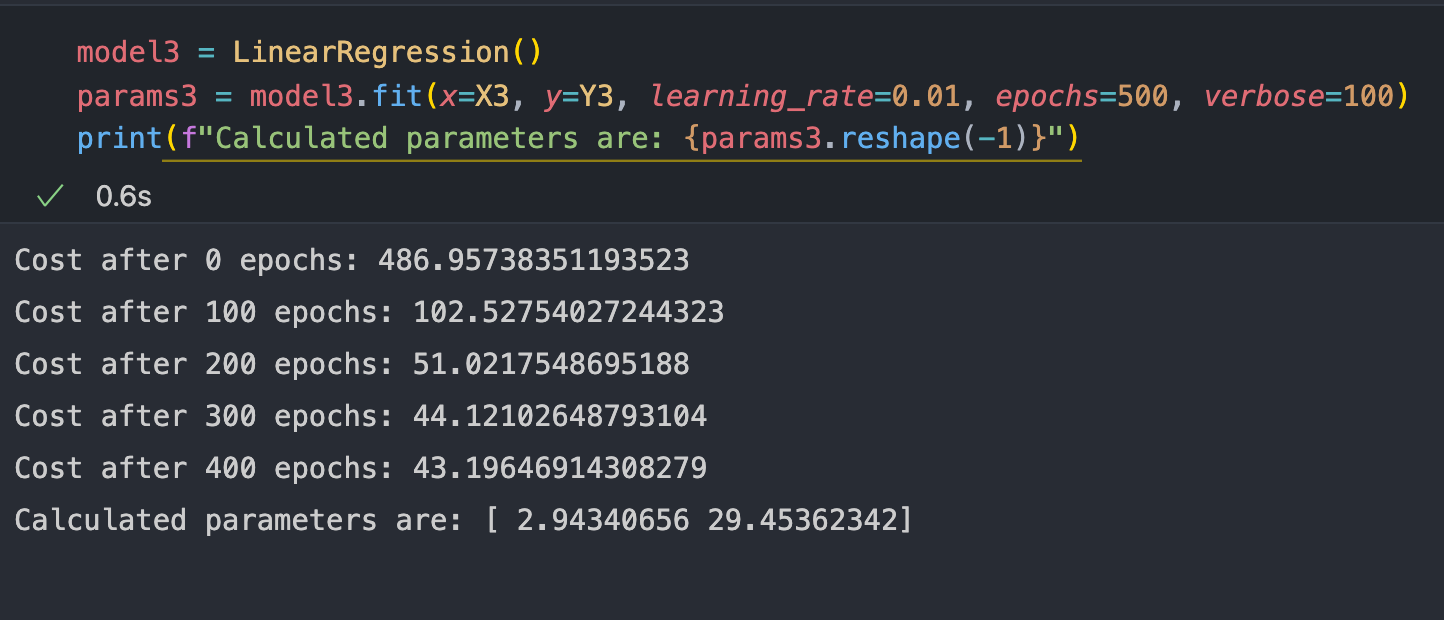 model3 = LinearRegression()
params3 = model3.fit(x=X3, y=Y3, learning_rate=0.01, epochs=500, verbose=100)
print(f"Calculated parameters are: {params3.reshape(-1)}")
0.6s
Cost after 0 epochs: 486.95738351193523
Cost after 100 epochs: 102.52754027244323
Cost after 200 epochs: 51.0217548695188
Cost after 300 epochs: 44.12102648793104
Cost after 400 epochs: 43.19646914308279
Calculated parameters are: [ 2.94340656 29.45362342]